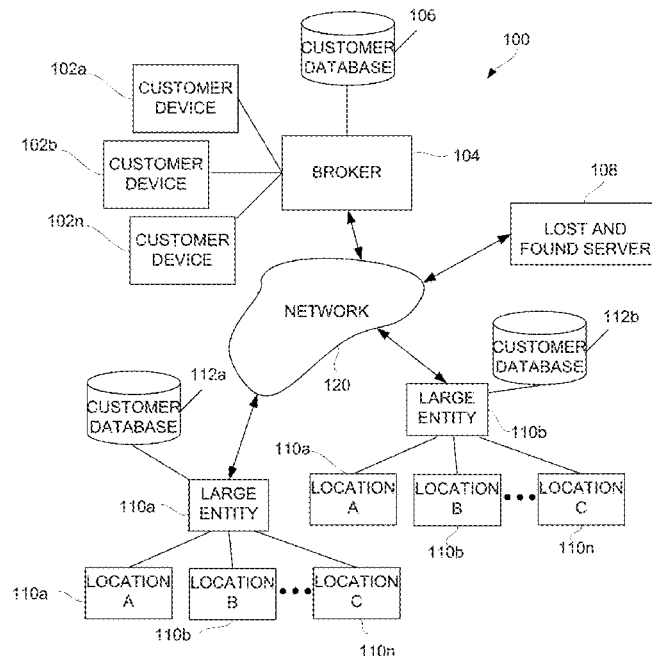 106
CUSTOMER
DATABASE
100
102a
CUSTOMER
DEVICE
102b
CUSTOMER
DEVICE
102n
CUSTOMER
DEVICE
104
BROKER
108
LOST AND
FOUND SERVER
NETWORK
120
112b
CUSTOMER
DATABASE
112a
CUSTOMER
DATABASE
LARGE
ENTITY
110b
110a
LOCATION
A
LOCATION
B
LOCATION
C
110b
110n
110a
LARGE
ENTITY
110a
LOCATION
A
LOCATION
B
LOCATION
C
110b
110n